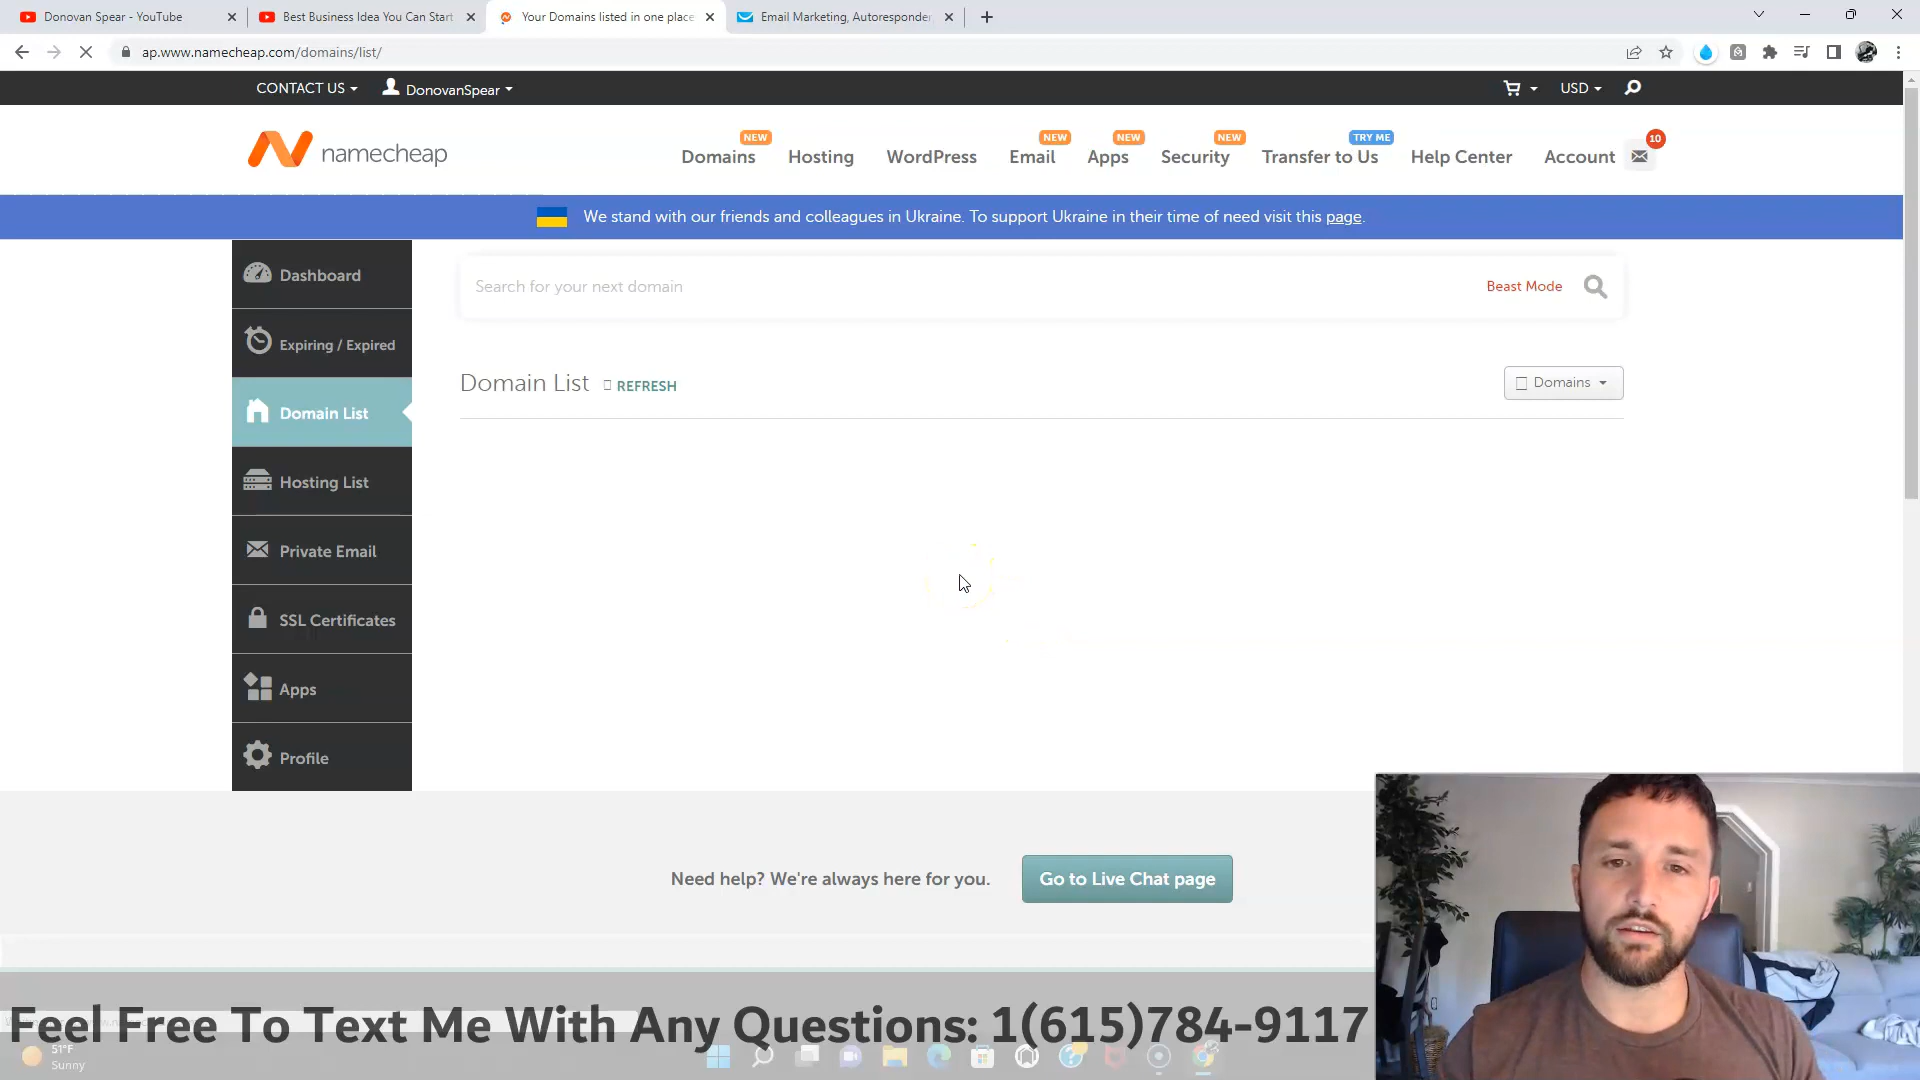 Donovan Spear - YouTube
Best Business Idea You Can Start
Your Domains listed in one place
Email Marketing, Autoresponder
ap.www.namecheap.com/domains/list/
CONTACT US
DonovanSpear
USD
namecheap
NEW
NEW
NEW
NEW
TRY ME
10
Domains
Hosting
WordPress
Email
Apps
Security
Transfer to Us
Help Center
Account
We stand with our friends and colleagues in Ukraine. To support Ukraine in their time of need visit this page.
Dashboard
Expiring / Expired
Domain List
Hosting List
Private Email
SSL Certificates
Apps
Profile
Search for your next domain
Beast Mode
Domain List
REFRESH
Domains
Need help? We're always here for you.
Go to Live Chat page
Feel Free To Text Me With Any Questions: 1(615)784-9117
51°F
Sunny